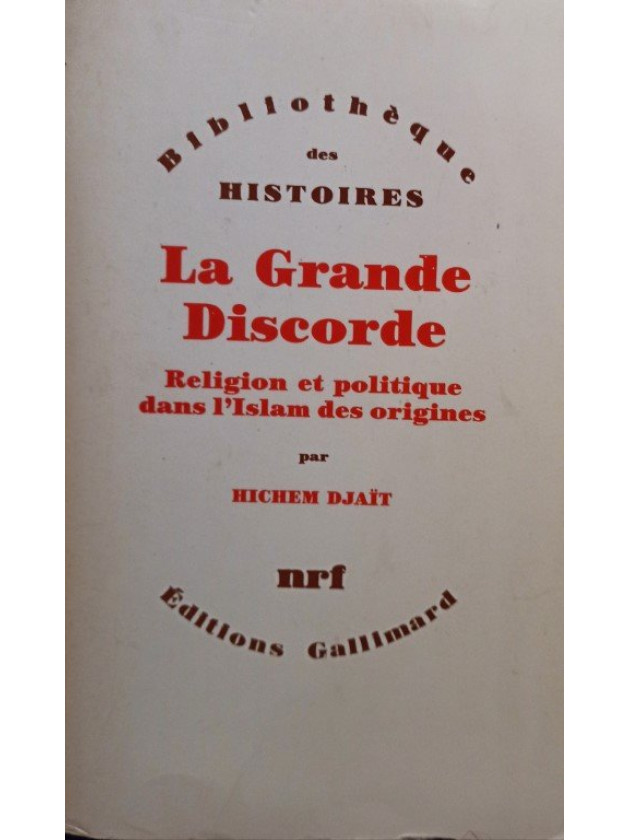 Bibliothèque
des
HISTOIRES
La Grande
Discorde
Religion et politique
dans l'Islam des origines
par
HICHEM DJAÏT
nrf
Éditions Gallimard